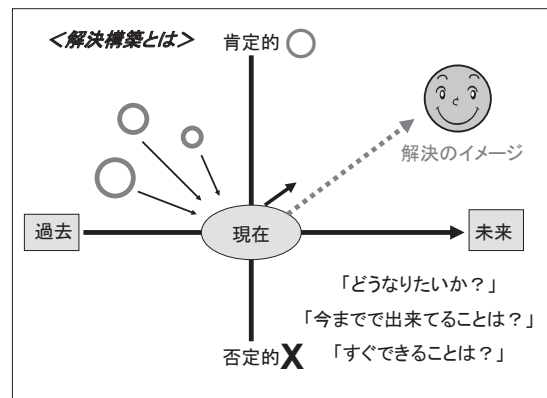 <解決構築とは>
肯定的
解決のイメージ
過去
現在
未来
「どうなりたいか？」
「今までで出来てることは？」
「すぐできることは？」
否定的X